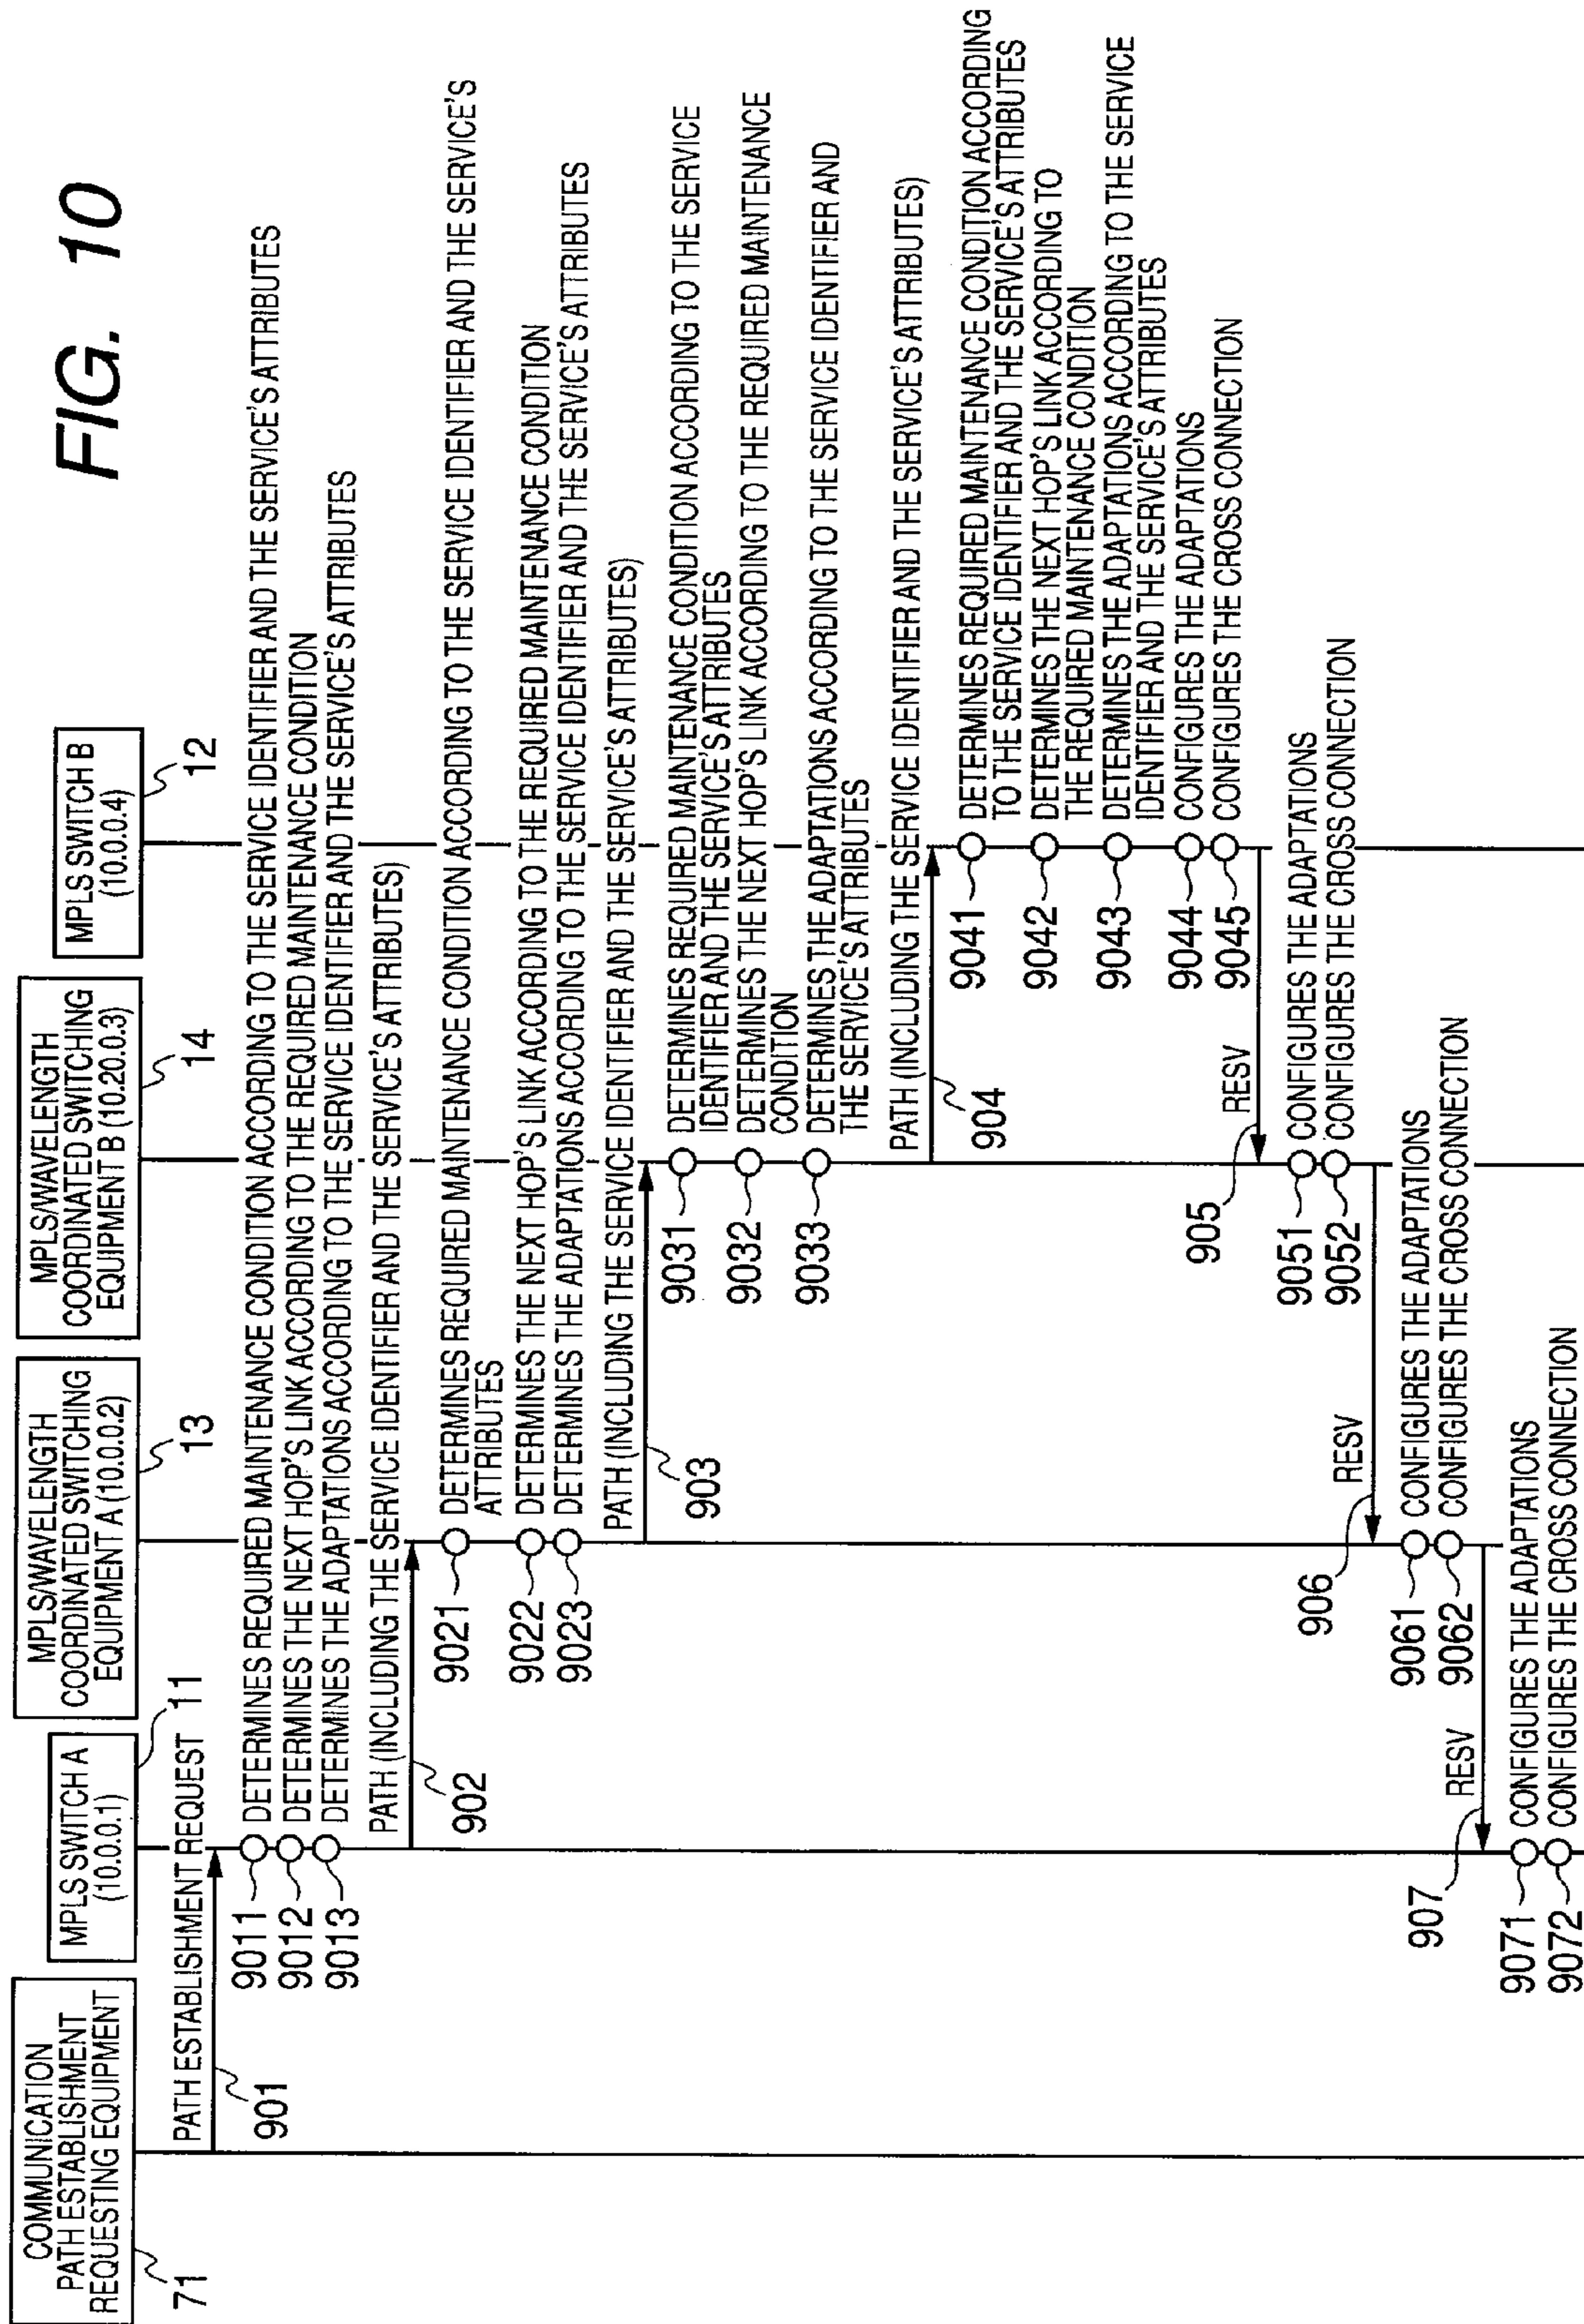 FIG. 10
COMMUNICATION
PATH ESTABLISHMENT
REQUESTING EQUIPMENT
71
MPLS SWITCH A
(10.0.0.1)
11
MPLS/WAVELENGTH
COORDINATED SWITCHING
EQUIPMENT A (10.0.0.2)
13
MPLS/WAVELENGTH
COORDINATED SWITCHING
EQUIPMENT B (10.20.0.3)
14
MPLS SWITCH B
(10.0.0.4)
12
PATH ESTABLISHMENT REQUEST
901
9011
DETERMINES REQUIRED MAINTENANCE CONDITION ACCORDING TO THE SERVICE IDENTIFIER AND THE SERVICE'S ATTRIBUTES
9012
DETERMINES THE NEXT HOP'S LINK ACCORDING TO THE REQUIRED MAINTENANCE CONDITION
9013
DETERMINES THE ADAPTATIONS ACCORDING TO THE SERVICE IDENTIFIER AND THE SERVICE'S ATTRIBUTES
PATH (INCLUDING THE SERVICE IDENTIFIER AND THE SERVICE'S ATTRIBUTES)
902
9021
DETERMINES REQUIRED MAINTENANCE CONDITION ACCORDING TO THE SERVICE IDENTIFIER AND THE SERVICE'S
ATTRIBUTES
9022
DETERMINES THE NEXT HOP'S LINK ACCORDING TO THE REQUIRED MAINTENANCE CONDITION
9023
DETERMINES THE ADAPTATIONS ACCORDING TO THE SERVICE IDENTIFIER AND THE SERVICE'S ATTRIBUTES
PATH (INCLUDING THE SERVICE IDENTIFIER AND THE SERVICE'S ATTRIBUTES)
903
9031
DETERMINES REQUIRED MAINTENANCE CONDITION ACCORDING TO THE SERVICE
IDENTIFIER AND THE SERVICE'S ATTRIBUTES
9032
DETERMINES THE NEXT HOP'S LINK ACCORDING TO THE REQUIRED MAINTENANCE
CONDITION
9033
DETERMINES THE ADAPTATIONS ACCORDING TO THE SERVICE IDENTIFIER AND
THE SERVICE'S ATTRIBUTES
PATH (INCLUDING THE SERVICE IDENTIFIER AND THE SERVICE'S ATTRIBUTES)
904
9041
DETERMINES REQUIRED MAINTENANCE CONDITION ACCORDING
TO THE SERVICE IDENTIFIER AND THE SERVICE'S ATTRIBUTES
9042
DETERMINES THE NEXT HOP'S LINK ACCORDING TO
THE REQUIRED MAINTENANCE CONDITION
9043
DETERMINES THE ADAPTATIONS ACCORDING TO THE SERVICE
IDENTIFIER AND THE SERVICE'S ATTRIBUTES
9044
CONFIGURES THE ADAPTATIONS
9045
CONFIGURES THE CROSS CONNECTION
RESV
905
9051
CONFIGURES THE ADAPTATIONS
9052
CONFIGURES THE CROSS CONNECTION
RESV
906
9061
CONFIGURES THE ADAPTATIONS
9062
CONFIGURES THE CROSS CONNECTION
RESV
907
9071
CONFIGURES THE ADAPTATIONS
9072
CONFIGURES THE CROSS CONNECTION